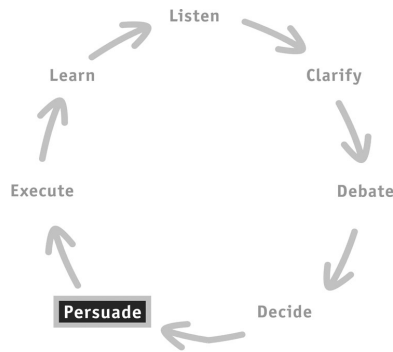 Listen
Clarify
Debate
Decide
Persuade
Execute
Learn